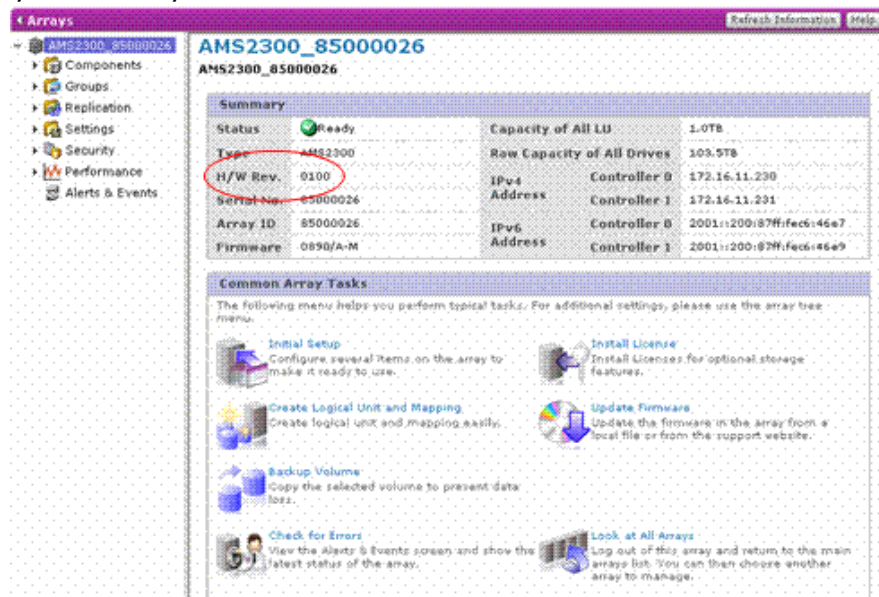 Arrays
Refresh Information Help
AMS2300_85000026
Components
Groups
Replication
Settings
Security
Performance
Alerts & Events
AMS2300_85000026
AMS2300_85000026
Summary
Status Ready Capacity of All LU 1.0TB
Type AMS2300 Raw Capacity of All Drives 103.5TB
H/W Rev. 0100 IPv4 Address Controller 0 172.16.11.230
Serial No. 85000026 Controller 1 172.16.11.231
Array ID 85000026 IPv6 Address Controller 0 2001::200:87ff:fec6:46e7
Firmware 0890/A-M Controller 1 2001::200:87ff:fec6:46e9
Common Array Tasks
The following menu helps you perform typical tasks. For additional settings, please use the array tree
menu.
Initial Setup
Configure several items on the array to
make it ready to use.
Install License
Install Licenses for optional storage
features.
Create Logical Unit and Mapping
Create logical unit and mapping easily.
Update Firmware
Update the firmware in the array from a
local file or from the support website.
Backup Volume
Copy the selected volume to present data
loss.
Check for Errors
View the Alerts & Events screen and show the
latest status of the array.
Look at All Arrays
Log out of this array and return to the main
arrays list. You can then choose another
array to manage.